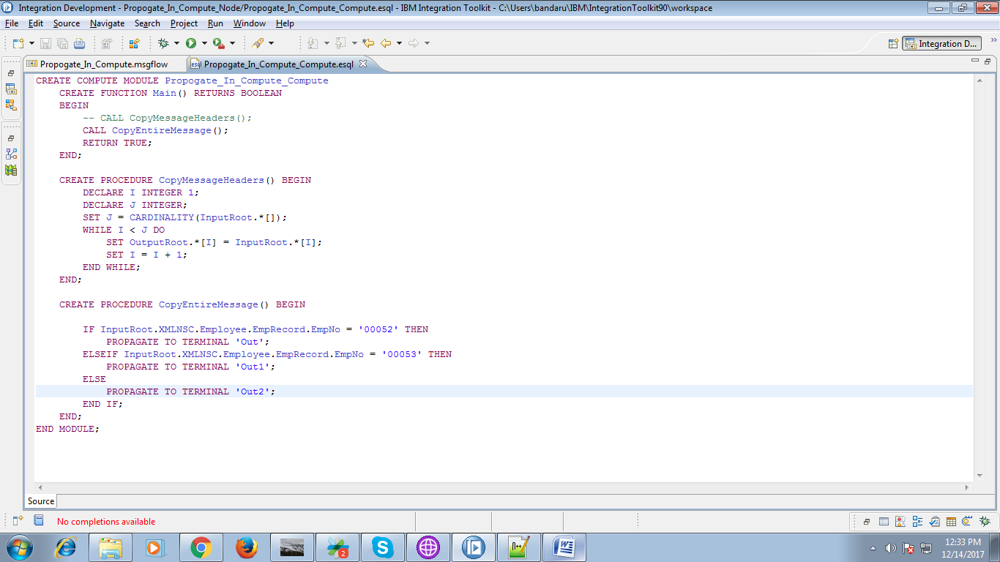 Integration Development - Propogate_In_Compute_Node/Propogate_In_Compute_Compute.esql - IBM Integration Toolkit - C:\Users\bandaru\IBM\IntegrationToolkit90\workspace
File Edit Source Navigate Search Project Run Window Help
Integration D...
Propogate_In_Compute.msgflow
esql Propogate_In_Compute_Compute.esql
CREATE COMPUTE MODULE Propogate_In_Compute_Compute
CREATE FUNCTION Main() RETURNS BOOLEAN
BEGIN
-- CALL CopyMessageHeaders();
CALL CopyEntireMessage();
RETURN TRUE;
END;
CREATE PROCEDURE CopyMessageHeaders() BEGIN
DECLARE I INTEGER 1;
DECLARE J INTEGER;
SET J = CARDINALITY(InputRoot.*[]);
WHILE I < J DO
SET OutputRoot.*[I] = InputRoot.*[I];
SET I = I + 1;
END WHILE;
END;
CREATE PROCEDURE CopyEntireMessage() BEGIN
IF InputRoot.XMLNSC.Employee.EmpRecord.EmpNo = '00052' THEN
PROPAGATE TO TERMINAL 'Out';
ELSEIF InputRoot.XMLNSC.Employee.EmpRecord.EmpNo = '00053' THEN
PROPAGATE TO TERMINAL 'Out1';
ELSE
PROPAGATE TO TERMINAL 'Out2';
END IF;
END;
END MODULE;
Source
No completions available
2
12:33 PM
12/14/2017